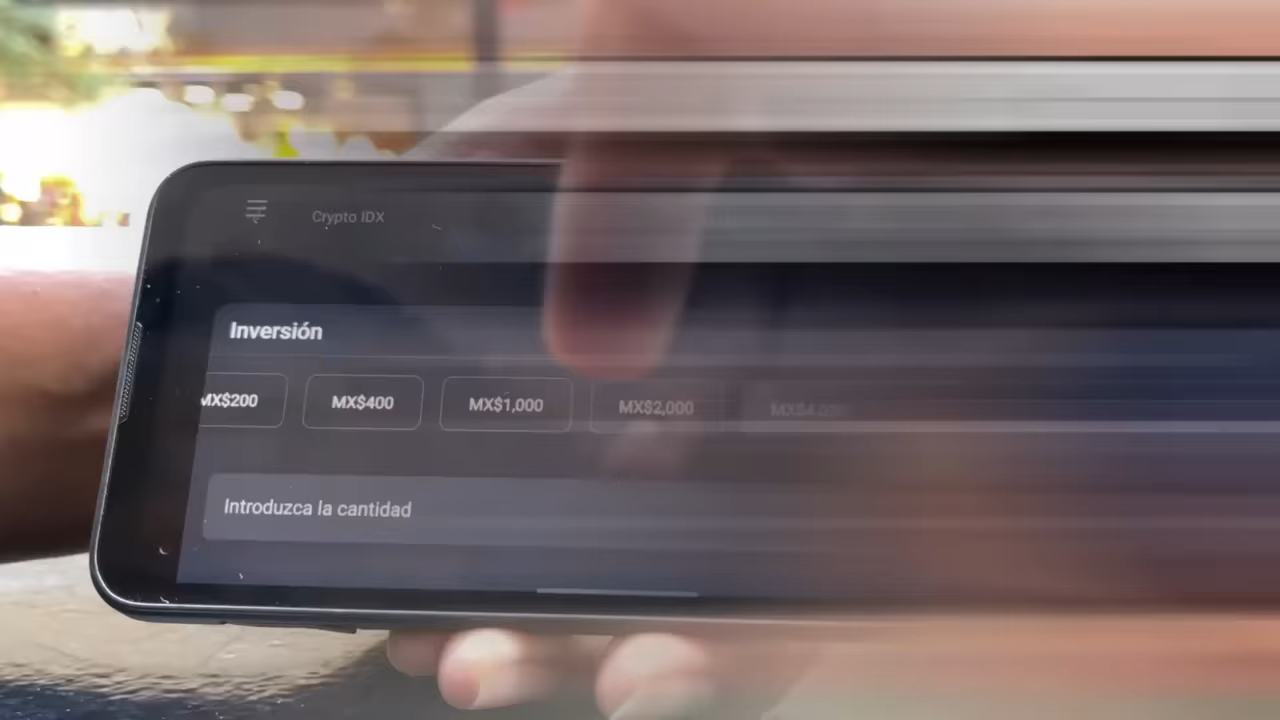 Crypto IDX
Inversión
MX$200 MX$400 MX$1,000 MX$2,000
Introduzca la cantidad